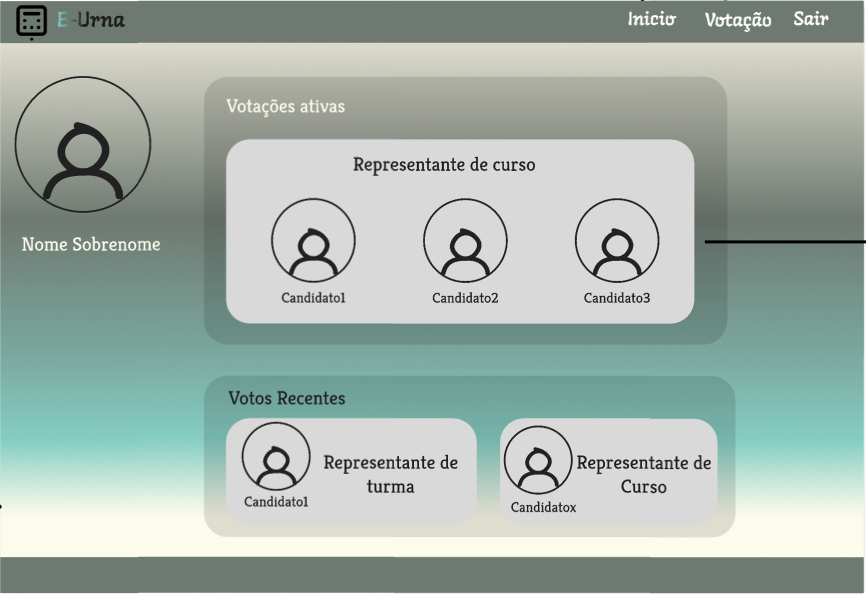 E-Urna
Inicio Votação Sair
Nome Sobrenome
Votações ativas
Representante de curso
Candidato1 Candidato2 Candidato3
Votos Recentes
Candidato1
Representante de
turma
Candidatox
Representante de
Curso